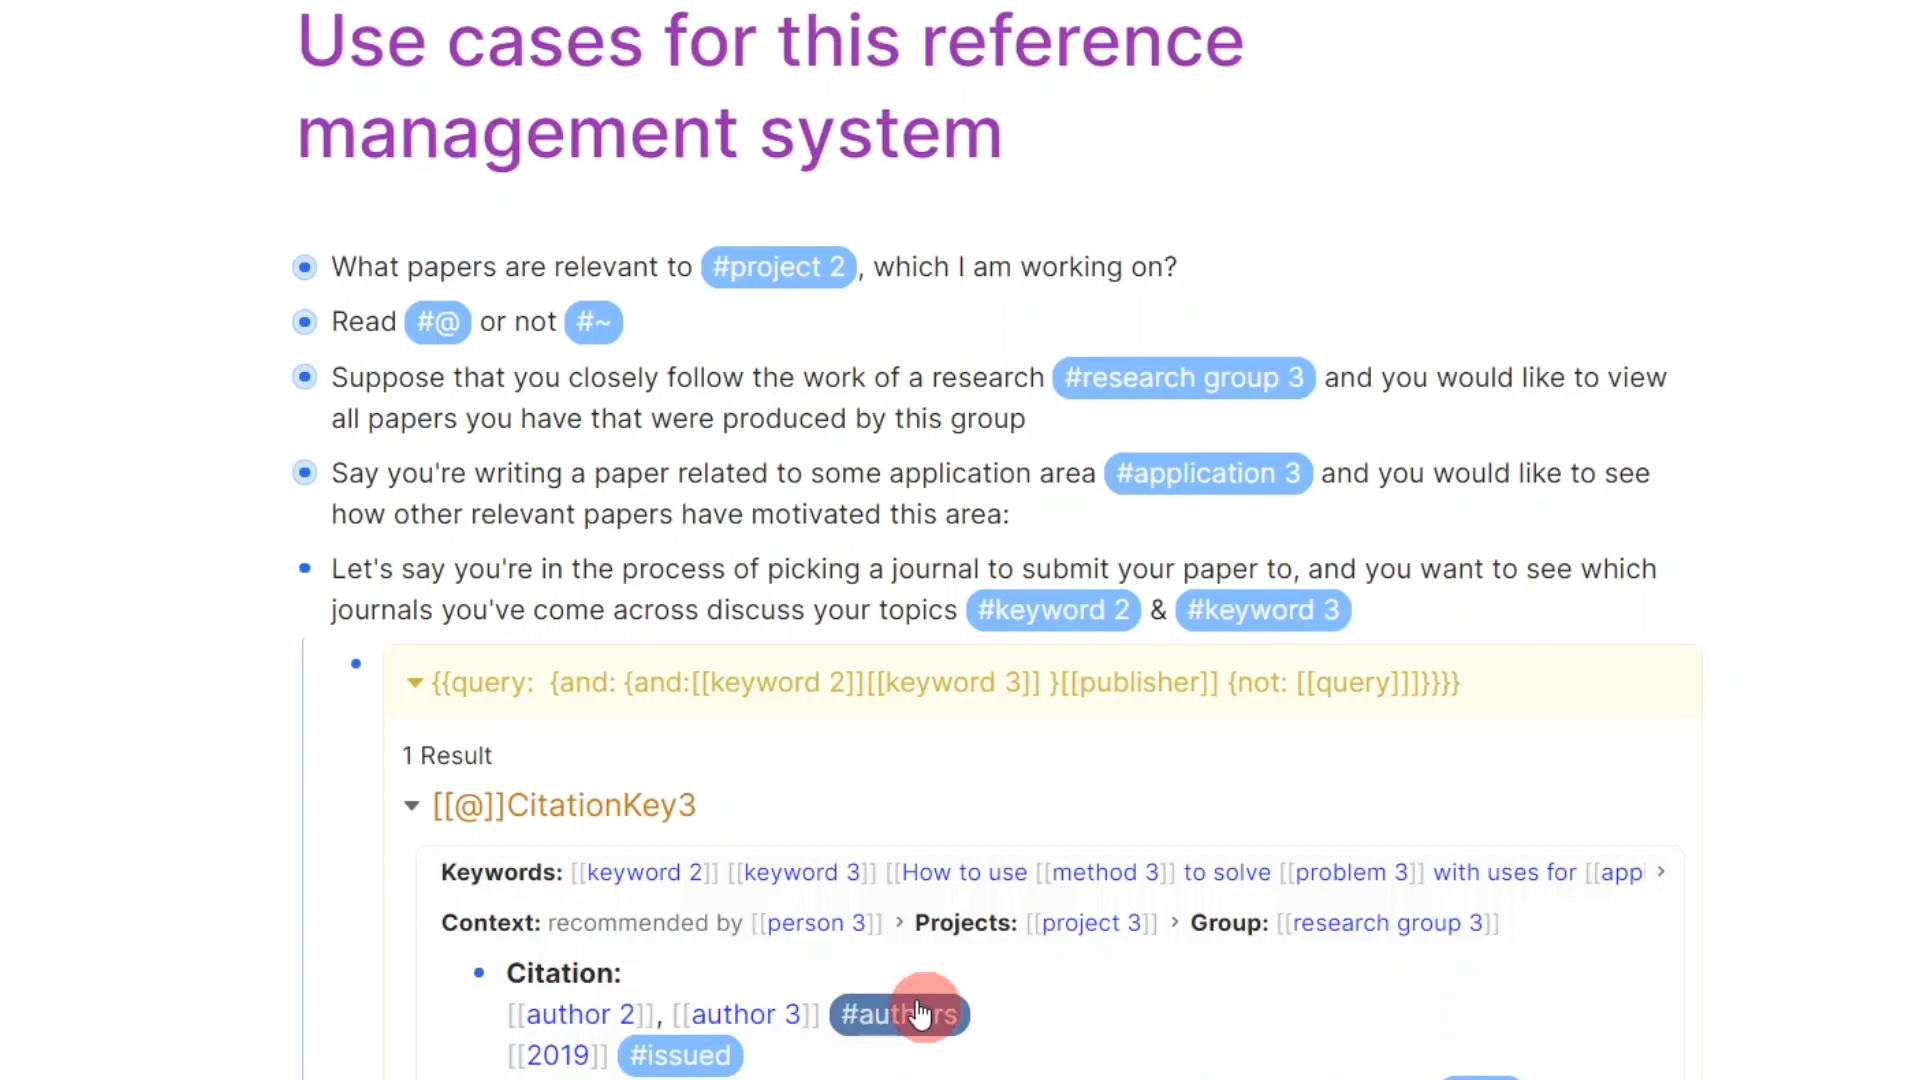 Use cases for this reference
management system
What papers are relevant to #project 2, which I am working on?
Read #@ or not #~
Suppose that you closely follow the work of a research #research group 3 and you would like to view
all papers you have that were produced by this group
Say you're writing a paper related to some application area #application 3 and you would like to see
how other relevant papers have motivated this area:
Let's say you're in the process of picking a journal to submit your paper to, and you want to see which
journals you've come across discuss your topics #keyword 2 & #keyword 3
{{query:  {and: {and:[[keyword 2]][[keyword 3]] }[[publisher]] {not: [[query]]]}}}}
1 Result
[[@]]CitationKey3
Keywords: [[keyword 2]] [[keyword 3]] [[How to use [[method 3]] to solve [[problem 3]] with uses for [[app >
Context: recommended by [[person 3]] > Projects: [[project 3]] > Group: [[research group 3]]
Citation:
[[author 2]], [[author 3]] #authors
[[2019]] #issued